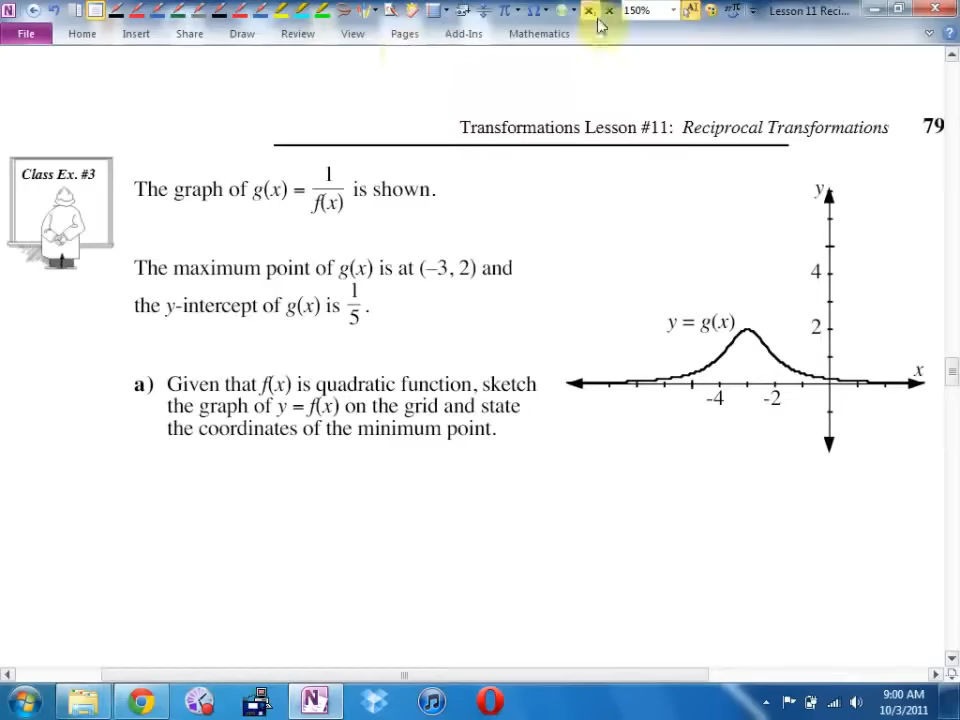 150%
Lesson 11 Reci...
File Home Insert Share Draw Review View Pages Add-Ins Mathematics
Transformations Lesson #11: Reciprocal Transformations 79
Class Ex. #3
The graph of g(x) = 1/f(x) is shown.
The maximum point of g(x) is at (–3, 2) and
the y-intercept of g(x) is 1/5.
a) Given that f(x) is quadratic function, sketch
the graph of y = f(x) on the grid and state
the coordinates of the minimum point.
y
4
y = g(x) 2
x
-4 -2
9:00 AM
10/3/2011